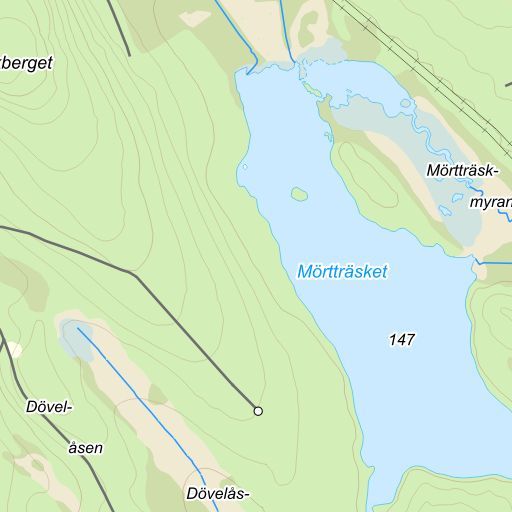 berget
Mörtträsk-
myran
Mörtträsket
147
Dövel-
åsen
Dövelås-